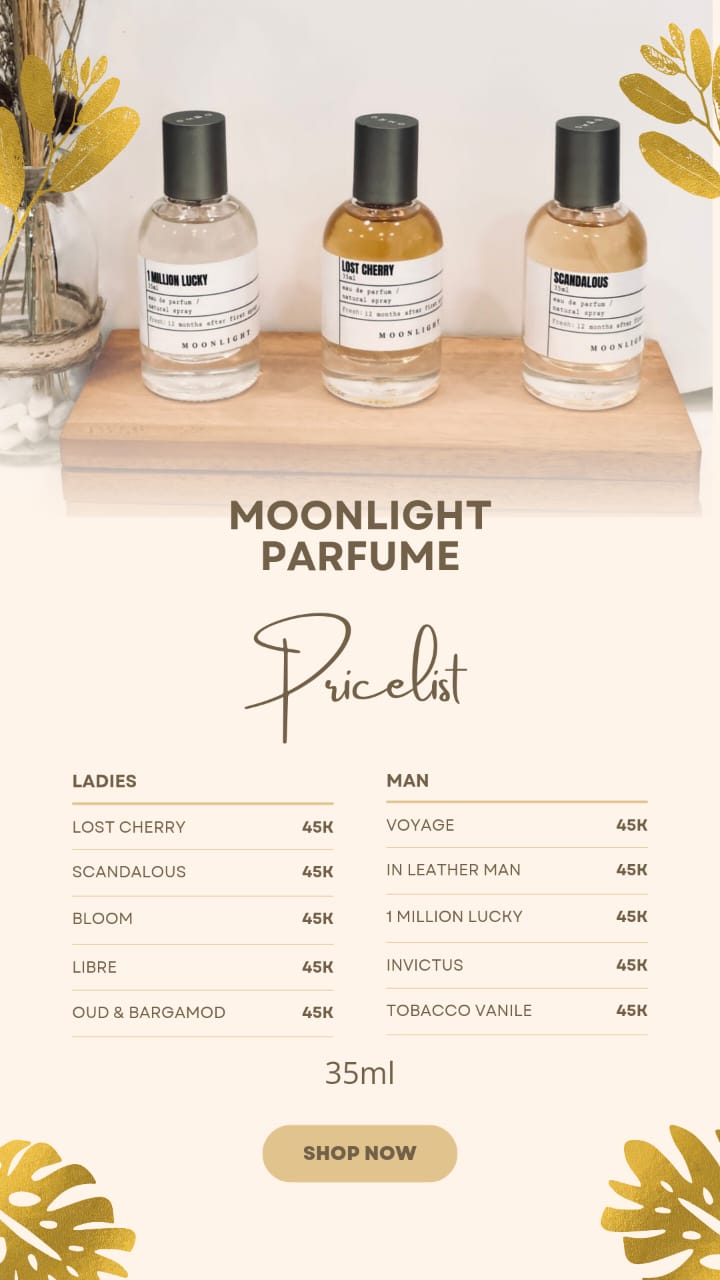 1 MILLION LUCKY
35ml
eau de parfum /
natural spray
Fresh: 12 months after first spray
MOONLIGHT
LOST CHERRY
35ml
eau de parfum /
natural spray
Fresh: 12 months after first
MOONLIGHT
SCANDALOUS
35ml
eau de parfum /
natural spray
Fresh: 12 months after first
MOONLIGHT
MOONLIGHT
PARFUME
Pricelist
LADIES
LOST CHERRY 45K
SCANDALOUS 45K
BLOOM 45K
LIBRE 45K
OUD & BARGAMOD 45K
MAN
VOYAGE 45K
IN LEATHER MAN 45K
1 MILLION LUCKY 45K
INVICTUS 45K
TOBACCO VANILE 45K
35ml
SHOP NOW